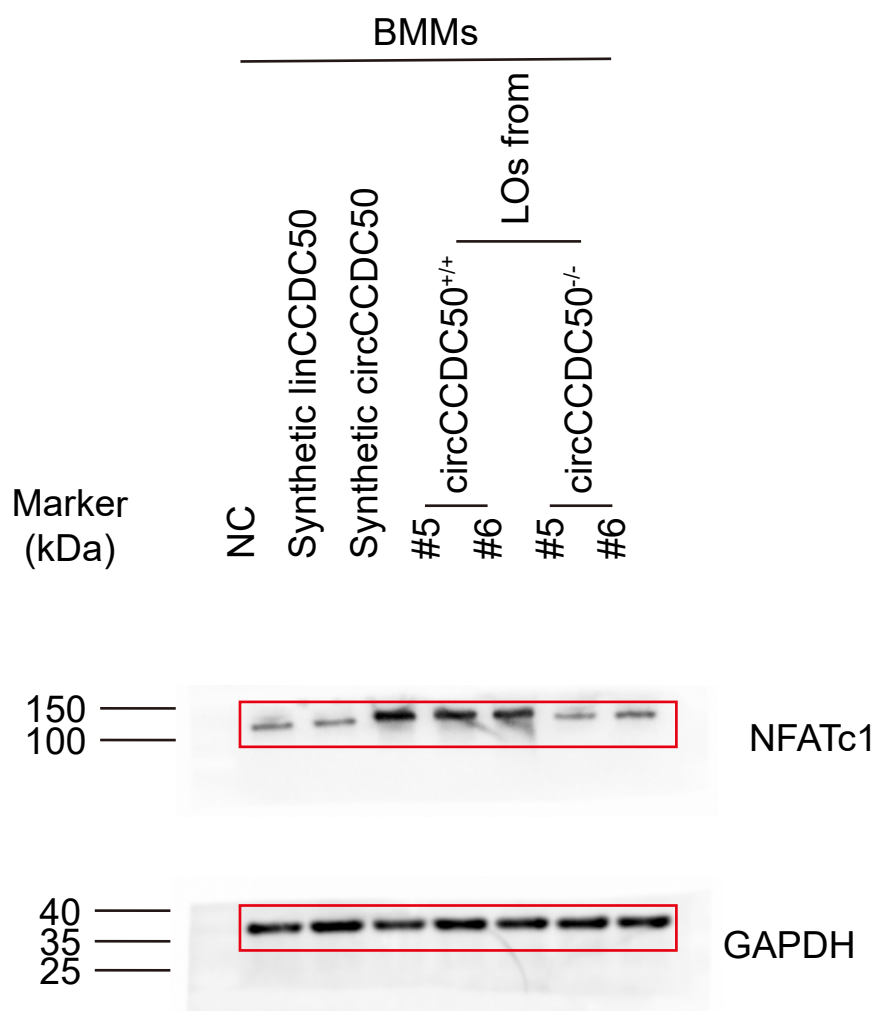 BMMs
LOs from
NC
Synthetic linCCDC50
Synthetic circCCDC50
circCCDC50+/+
circCCDC50-/-
#5
#6
#5
#6
Marker
(kDa)
150
100
NFATc1
40
35
25
GAPDH